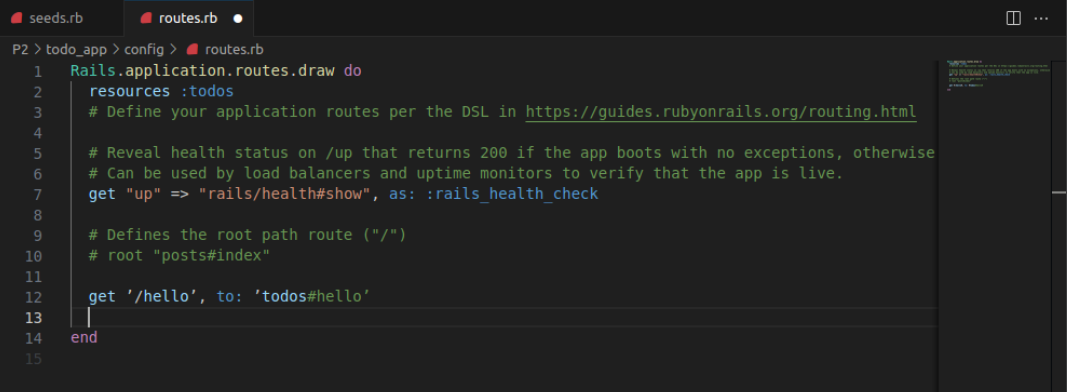 seeds.rb
routes.rb
P2 > todo_app > config > routes.rb
1 Rails.application.routes.draw do
2 resources :todos
3 # Define your application routes per the DSL in https://guides.rubyonrails.org/routing.html
4
5 # Reveal health status on /up that returns 200 if the app boots with no exceptions, otherwise
6 # Can be used by load balancers and uptime monitors to verify that the app is live.
7 get "up" => "rails/health#show", as: :rails_health_check
8
9 # Defines the root path route ("/")
10 # root "posts#index"
11
12 get ’/hello’, to: ’todos#hello’
13
14 end
15